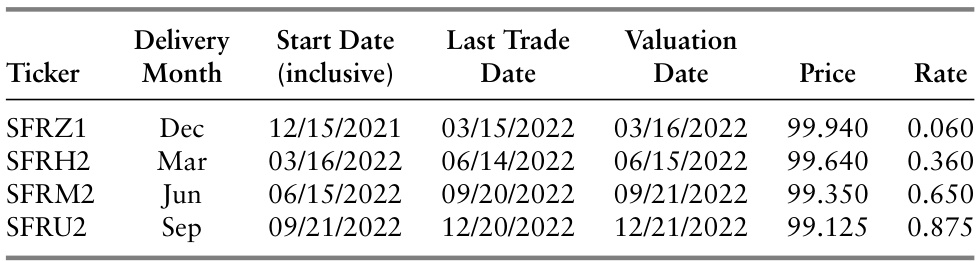 Delivery Start Date Last Trade Valuation
Ticker Month (inclusive) Date Date Price Rate
SFRZ1 Dec 12/15/2021 03/15/2022 03/16/2022 99.940 0.060
SFRH2 Mar 03/16/2022 06/14/2022 06/15/2022 99.640 0.360
SFRM2 Jun 06/15/2022 09/20/2022 09/21/2022 99.350 0.650
SFRU2 Sep 09/21/2022 12/20/2022 12/21/2022 99.125 0.875